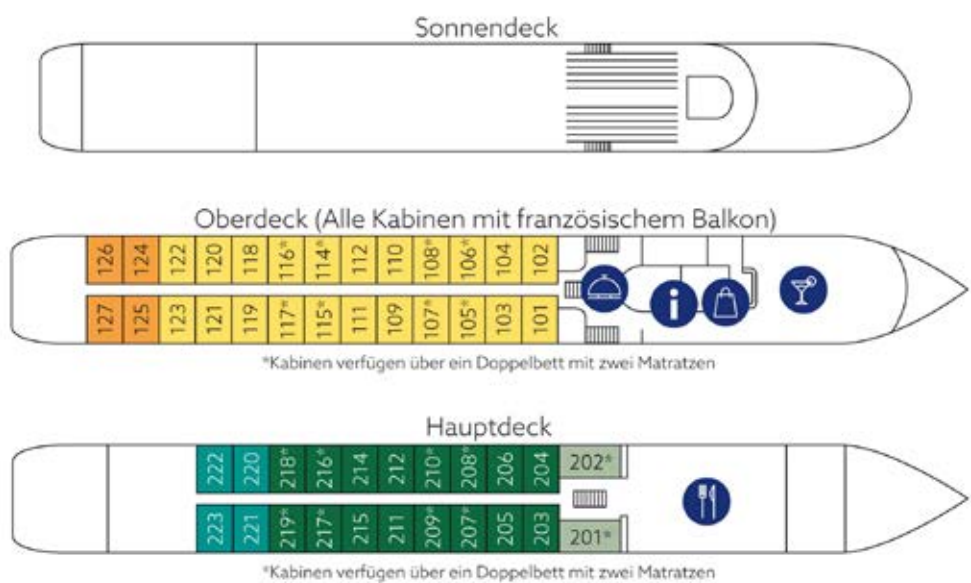 Sonnendeck
Oberdeck (Alle Kabinen mit französischem Balkon)
126 124 122 120 118 116* 114* 112 110 108* 106* 104 102
127 125 123 121 119 117* 115* 111 109 107* 105* 103 101
*Kabinen verfügen über ein Doppelbett mit zwei Matratzen
Hauptdeck
222 220 218* 216* 214 212 210* 208* 206 204 202*
223 221 219* 217* 215 211 209* 207* 205 203 201*
*Kabinen verfügen über ein Doppelbett mit zwei Matratzen